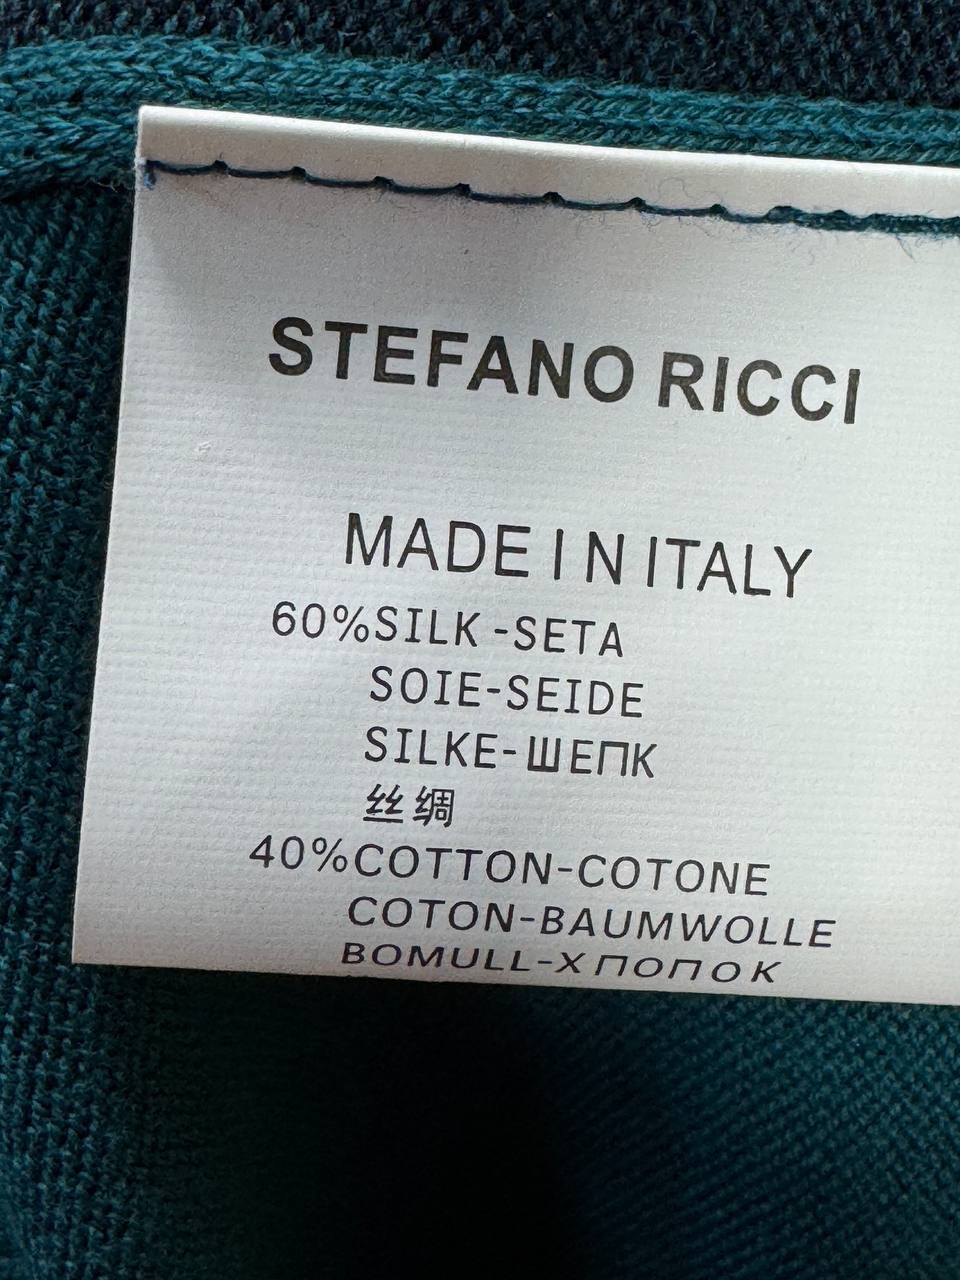 STEFANO RICCI
MADE IN ITALY
60%SILK-SETA
SOIE-SEIDE
SILKE-ШЕПК
丝绸
40%COTTON-COTONE
COTON-BAUMWOLLE
BOMULL-ХПОПОК